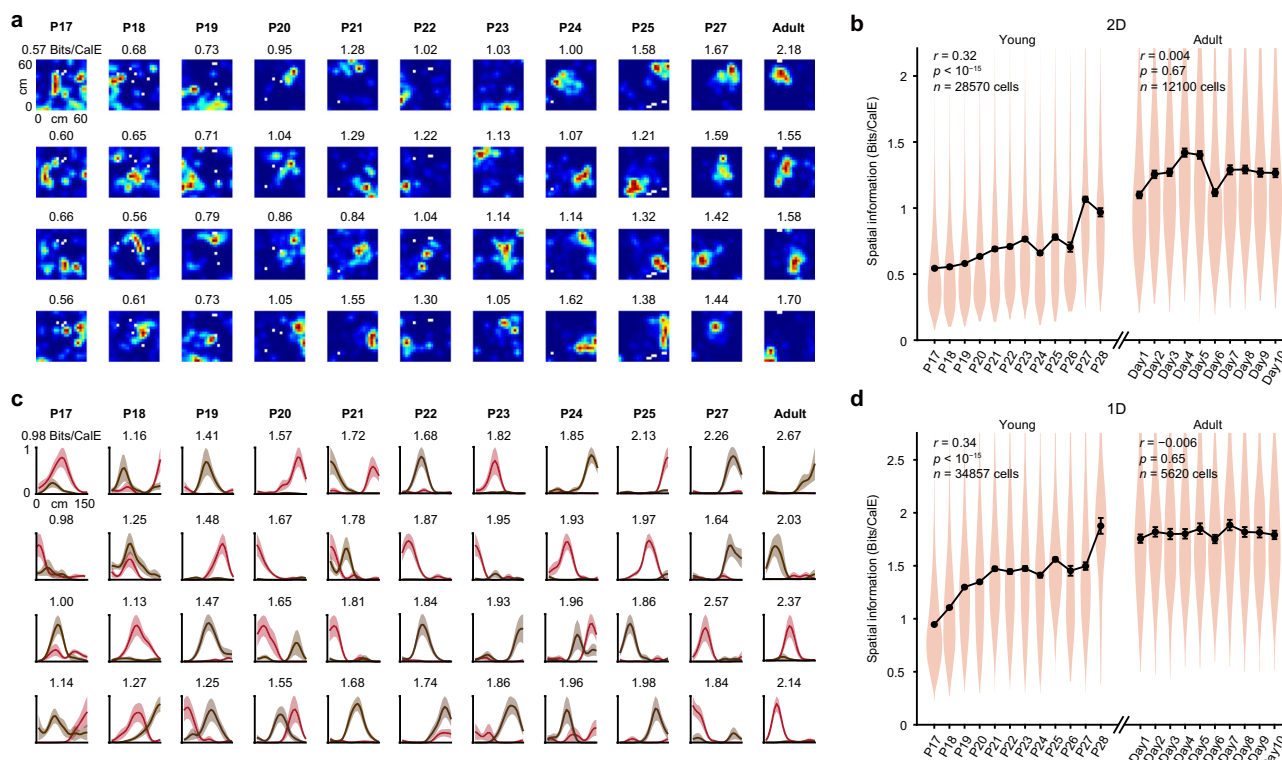 a
P17 P18 P19 P20 P21 P22 P23 P24 P25 P27 Adult
0.57 Bits/CalE 0.68 0.73 0.95 1.28 1.02 1.03 1.00 1.58 1.67 2.18
60
cm
0
0 cm 60
0.60 0.65 0.71 1.04 1.29 1.22 1.13 1.07 1.21 1.59 1.55
0.66 0.56 0.79 0.86 0.84 1.04 1.14 1.14 1.32 1.42 1.58
0.56 0.61 0.73 1.05 1.55 1.30 1.05 1.62 1.38 1.44 1.70
b
2D
Young Adult
r = 0.32
p < 10⁻¹⁵
n = 28570 cells
r = 0.004
p = 0.67
n = 12100 cells
Spatial information (Bits/CalE)
2
1.5
1
0.5
0
P17 P18 P19 P20 P21 P22 P23 P24 P25 P26 P27 P28
Day1 Day2 Day3 Day4 Day5 Day6 Day7 Day8 Day9 Day10
c
P17 P18 P19 P20 P21 P22 P23 P24 P25 P27 Adult
0.98 Bits/CalE 1.16 1.41 1.57 1.72 1.68 1.82 1.85 2.13 2.26 2.67
1
0
0 cm 150
0.98 1.25 1.48 1.67 1.78 1.87 1.95 1.93 1.97 1.64 2.03
1.00 1.13 1.47 1.65 1.81 1.84 1.93 1.96 1.86 2.57 2.37
1.14 1.27 1.25 1.55 1.68 1.74 1.86 1.96 1.98 1.84 2.14
d
1D
Young Adult
r = 0.34
p < 10⁻¹⁵
n = 34857 cells
r = −0.006
p = 0.65
n = 5620 cells
Spatial information (Bits/CalE)
2.5
2
1.5
1
0.5
0
P17 P18 P19 P20 P21 P22 P23 P24 P25 P26 P27 P28
Day1 Day2 Day3 Day4 Day5 Day6 Day7 Day8 Day9 Day10